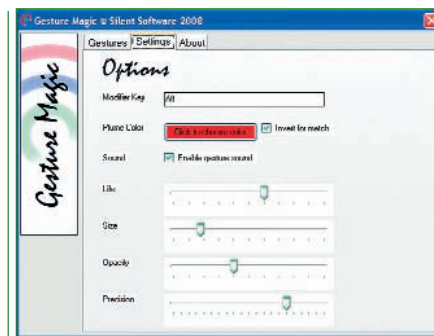 Gesture Magic © Silent Software 2008
Gestures Settings About
Gesture Magic
Options
Modifier Key Alt
Plume Color Click to choose color Invert for match
Sound Enable gesture sound
Life
Size
Opacity
Precision